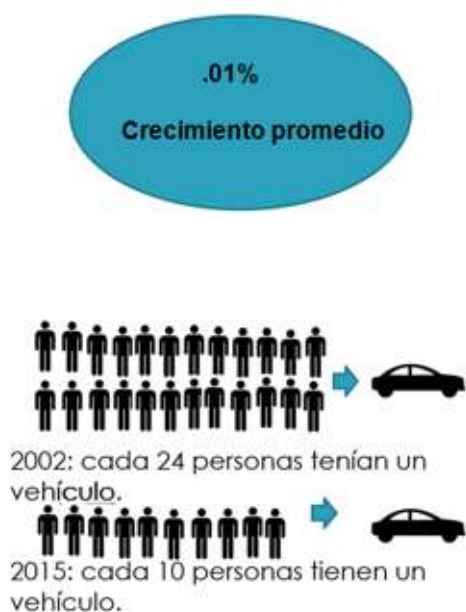 .01%
Crecimiento promedio
2002: cada 24 personas tenían un
vehículo.
2015: cada 10 personas tienen un
vehículo.